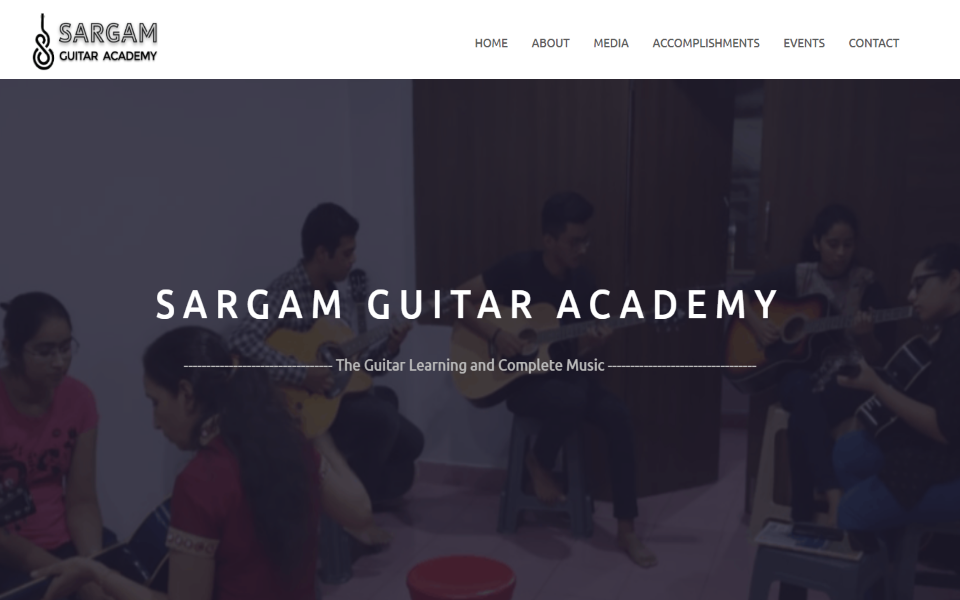 SARGAM
GUITAR ACADEMY
HOME ABOUT MEDIA ACCOMPLISHMENTS EVENTS CONTACT
SARGAM GUITAR ACADEMY
--------------------------------- The Guitar Learning and Complete Music ---------------------------------